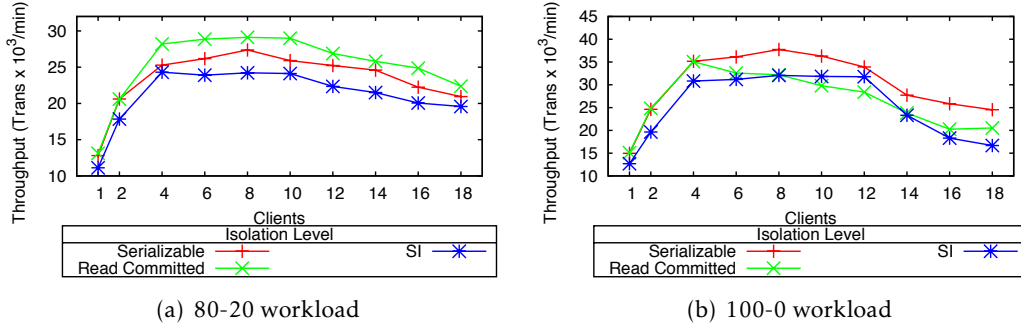 Throughput (Trans x 10³/min)
30
25
20
15
10
1 2 4 6 8 10 12 14 16 18
Clients
Isolation Level
Serializable
SI
Read Committed
(a) 80-20 workload
Throughput (Trans x 10³/min)
45
40
35
30
25
20
15
10
1 2 4 6 8 10 12 14 16 18
Clients
Isolation Level
Serializable
SI
Read Committed
(b) 100-0 workload